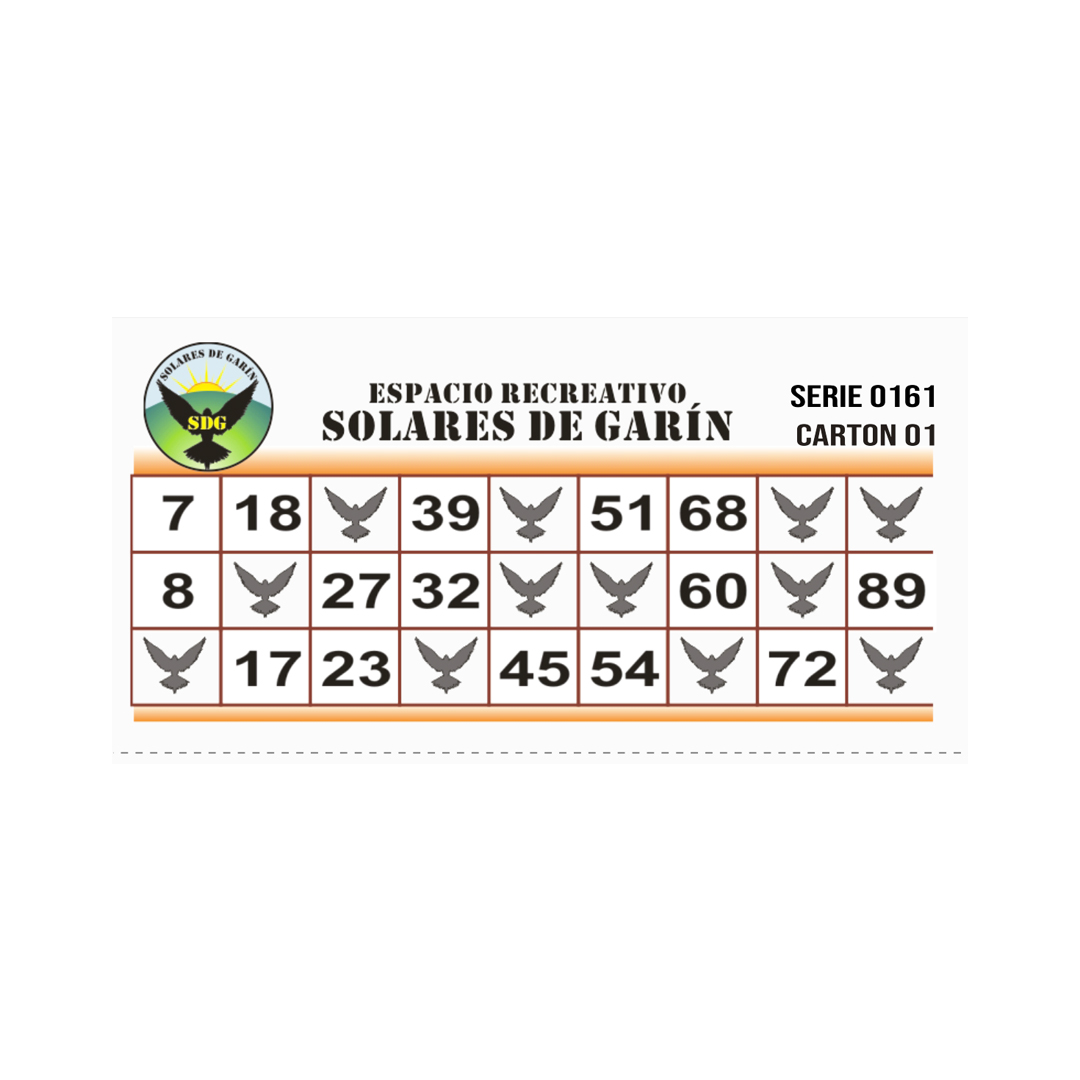 SOLARES DE GARÍN
SDG
ESPACIO RECREATIVO
SOLARES DE GARÍN
SERIE 0161
CARTON 01
7 18 39 51 68
8 27 32 60 89
17 23 45 54 72